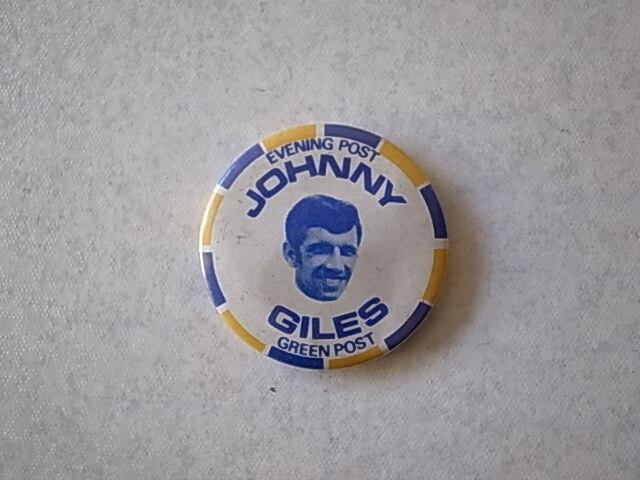 EVENING POST
JOHNNY
GILES
GREEN POST